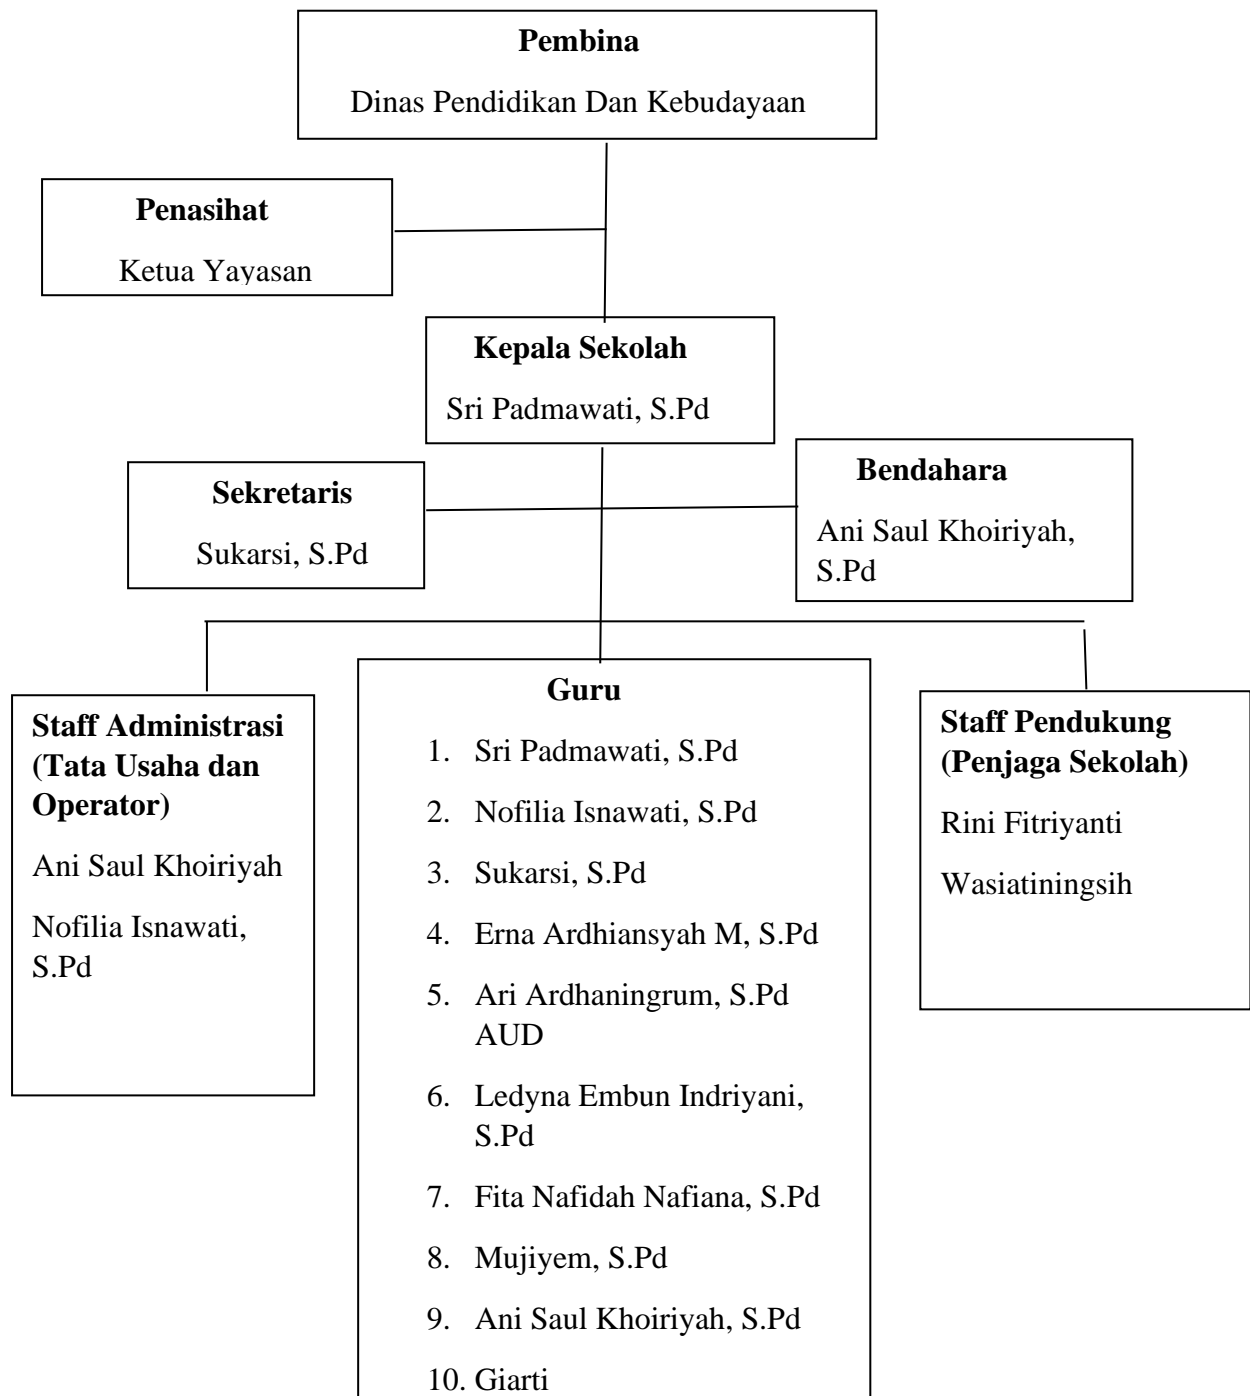 Pembina
Dinas Pendidikan Dan Kebudayaan
Penasihat
Ketua Yayasan
Kepala Sekolah
Sri Padmawati, S.Pd
Sekretaris
Sukarsi, S.Pd
Bendahara
Ani Saul Khoiriyah,
S.Pd
Staff Administrasi
(Tata Usaha dan
Operator)
Ani Saul Khoiriyah
Nofilia Isnawati,
S.Pd
Guru
1. Sri Padmawati, S.Pd
2. Nofilia Isnawati, S.Pd
3. Sukarsi, S.Pd
4. Erna Ardhiansyah M, S.Pd
5. Ari Ardhaningrum, S.Pd
AUD
6. Ledyna Embun Indriyani,
S.Pd
7. Fita Nafidah Nafiana, S.Pd
8. Mujiyem, S.Pd
9. Ani Saul Khoiriyah, S.Pd
10. Giarti
Staff Pendukung
(Penjaga Sekolah)
Rini Fitriyanti
Wasiatiningsih